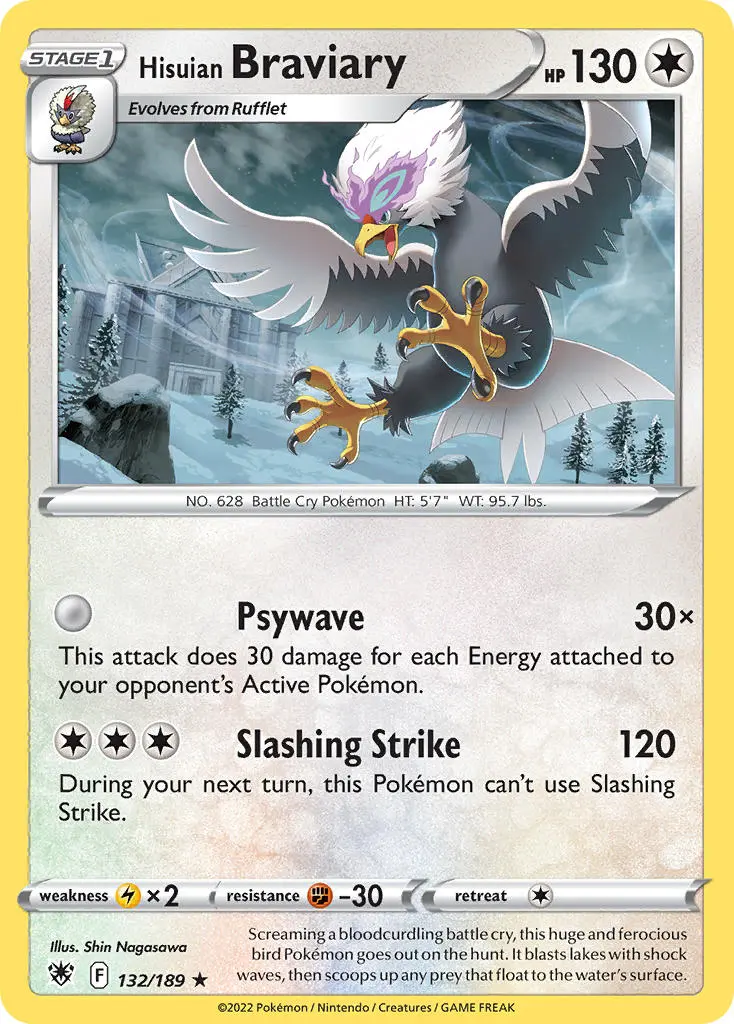 STAGE 1
Hisuian Braviary
HP 130
Evolves from Rufflet
NO. 628 Battle Cry Pokémon HT: 5'7" WT: 95.7 lbs.
Psywave 30×
This attack does 30 damage for each Energy attached to
your opponent's Active Pokémon.
Slashing Strike 120
During your next turn, this Pokémon can't use Slashing
Strike.
weakness ×2 resistance -30 retreat
Illus. Shin Nagasawa
F 132/189 ★
Screaming a bloodcurdling battle cry, this huge and ferocious
bird Pokémon goes out on the hunt. It blasts lakes with shock
waves, then scoops up any prey that float to the water's surface.
©2022 Pokémon / Nintendo / Creatures / GAME FREAK